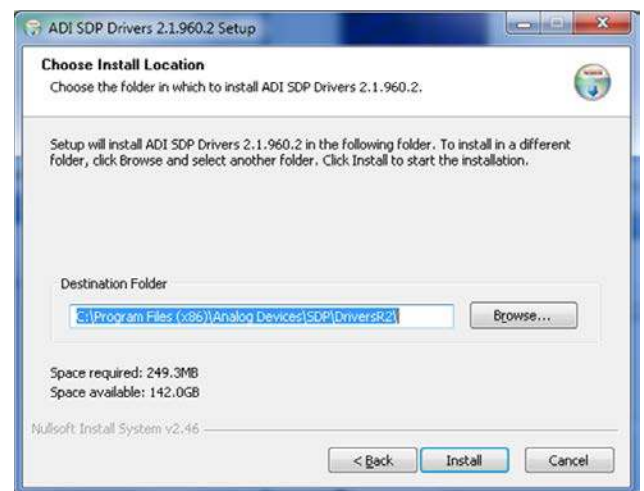 ADI SDP Drivers 2.1.960.2 Setup
Choose Install Location
Choose the folder in which to install ADI SDP Drivers 2.1.960.2.
Setup will install ADI SDP Drivers 2.1.960.2 in the following folder. To install in a different
folder, click Browse and select another folder. Click Install to start the installation.
Destination Folder
C:\Program Files (x86)\Analog Devices\SDP\DriversR2\
Browse...
Space required: 249.3MB
Space available: 142.0GB
Nullsoft Install System v2.46
< Back
Install
Cancel